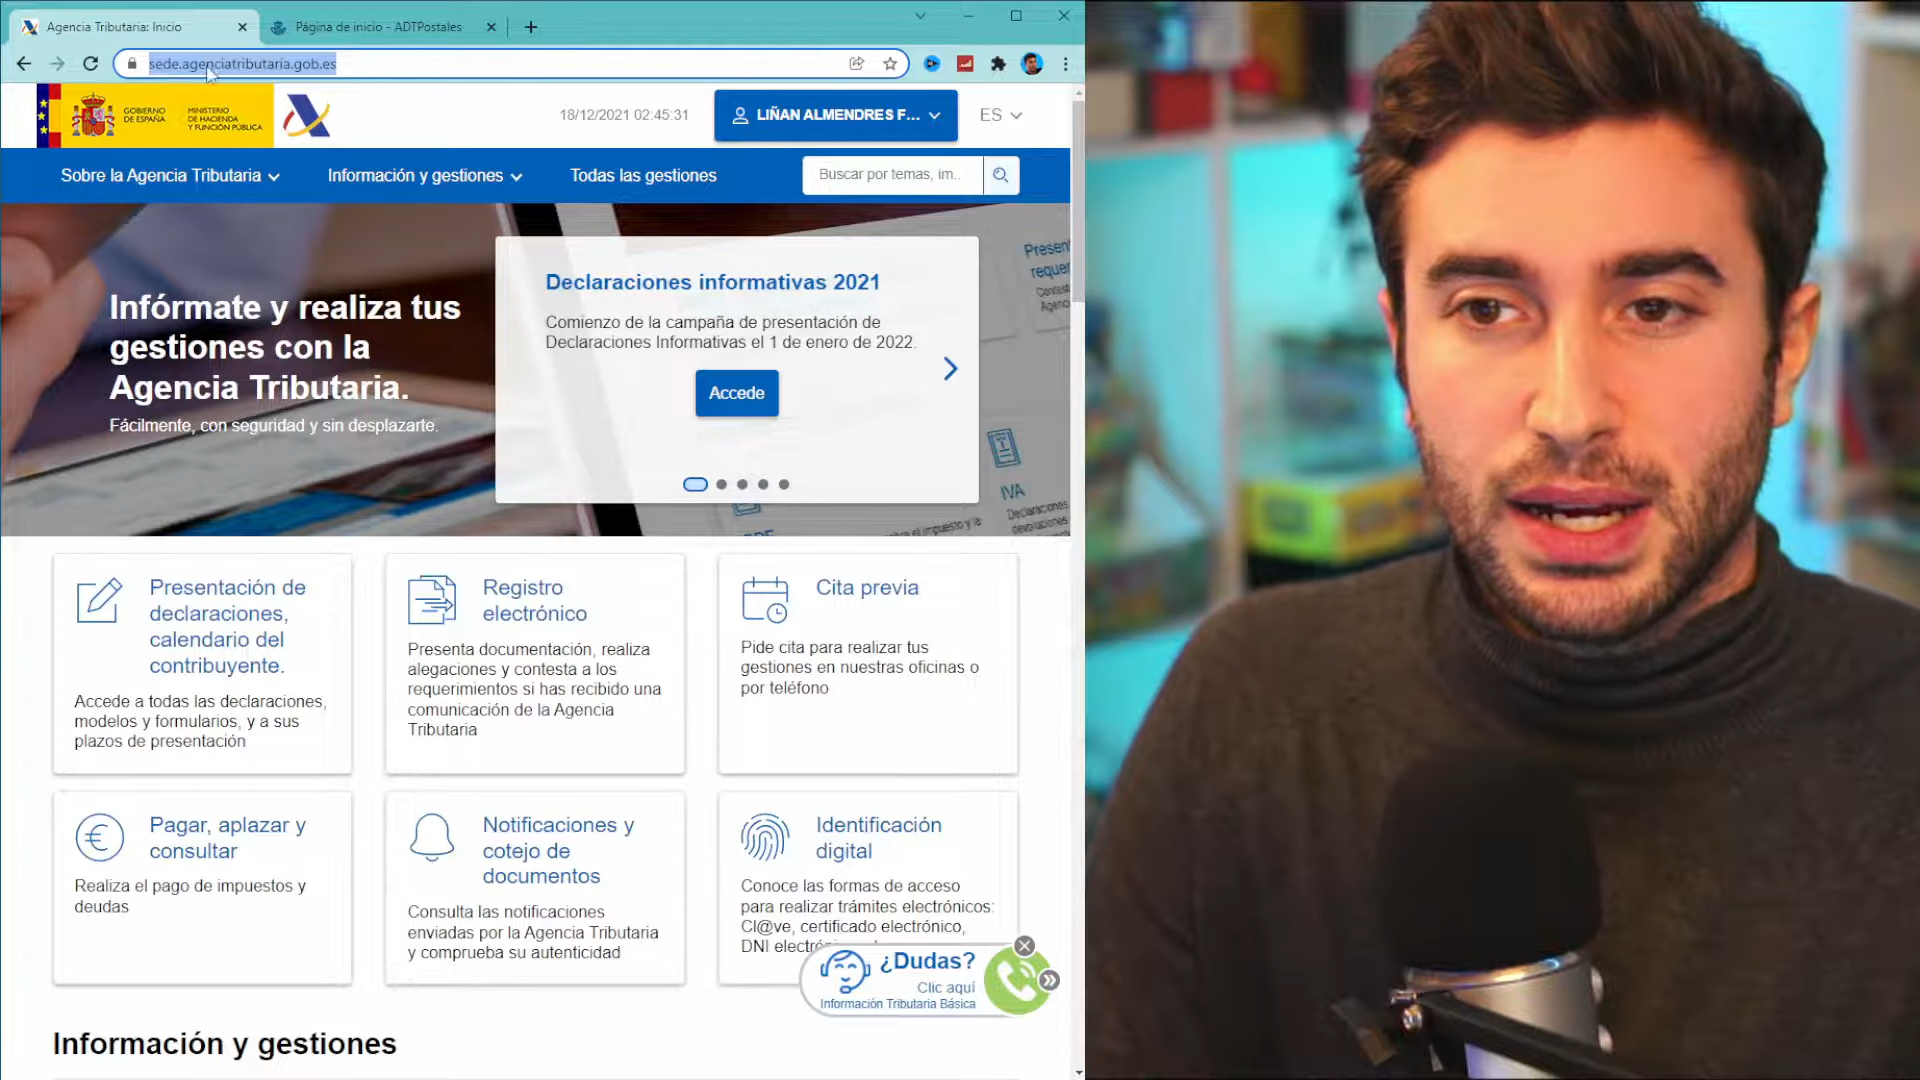 Agencia Tributaria: Inicio
Página de inicio - ADTPostales
sede.agenciatributaria.gob.es
GOBIERNO
DE ESPAÑA
MINISTERIO
DE HACIENDA
Y FUNCIÓN PÚBLICA
18/12/2021 02:45:31
LIÑAN ALMENDRES F...
ES
Sobre la Agencia Tributaria
Información y gestiones
Todas las gestiones
Buscar por temas, im..
Infórmate y realiza tus
gestiones con la
Agencia Tributaria.
Fácilmente, con seguridad y sin desplazarte.
Declaraciones informativas 2021
Comienzo de la campaña de presentación de
Declaraciones Informativas el 1 de enero de 2022.
Accede
IVA
Declaraciones
devoluciones
Presentación de
declaraciones,
calendario del
contribuyente.
Accede a todas las declaraciones,
modelos y formularios, y a sus
plazos de presentación
Registro
electrónico
Presenta documentación, realiza
alegaciones y contesta a los
requerimientos si has recibido una
comunicación de la Agencia
Tributaria
Cita previa
Pide cita para realizar tus
gestiones en nuestras oficinas o
por teléfono
Pagar, aplazar y
consultar
Realiza el pago de impuestos y
deudas
Notificaciones y
cotejo de
documentos
Consulta las notificaciones
enviadas por la Agencia Tributaria
y comprueba su autenticidad
Identificación
digital
Conoce las formas de acceso
para realizar trámites electrónicos:
Cl@ve, certificado electrónico,
DNI
¿Dudas?
Clic aquí
Información Tributaria Básica
Información y gestiones